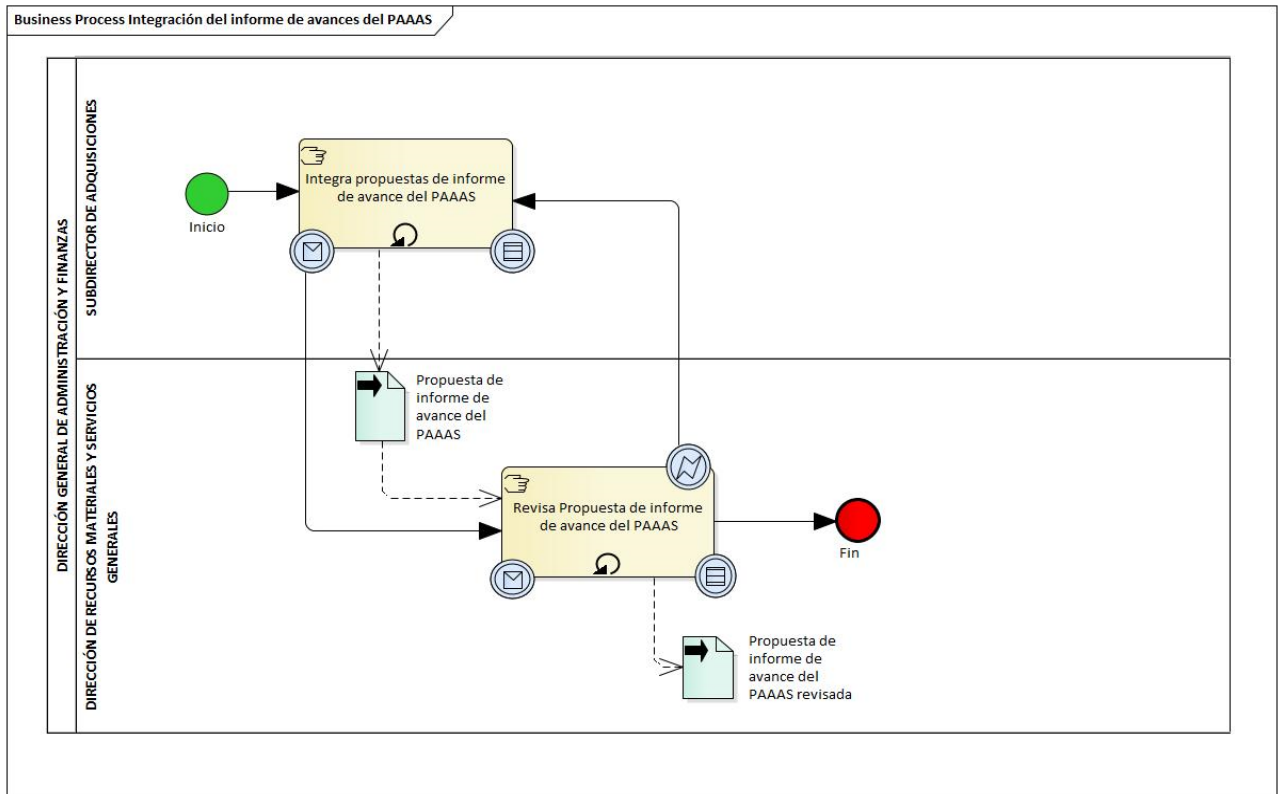 Business Process Integración del informe de avances del PAAAS
DIRECCIÓN GENERAL DE ADMINISTRACIÓN Y FINANZAS
SUBDIRECTOR DE ADQUISICIONES
Inicio
Integra propuestas de informe
de avance del PAAAS
DIRECCIÓN DE RECURSOS MATERIALES Y SERVICIOS
GENERALES
Propuesta de
informe de
avance del
PAAAS
Revisa Propuesta de informe
de avance del PAAAS
Fin
Propuesta de
informe de
avance del
PAAAS revisada